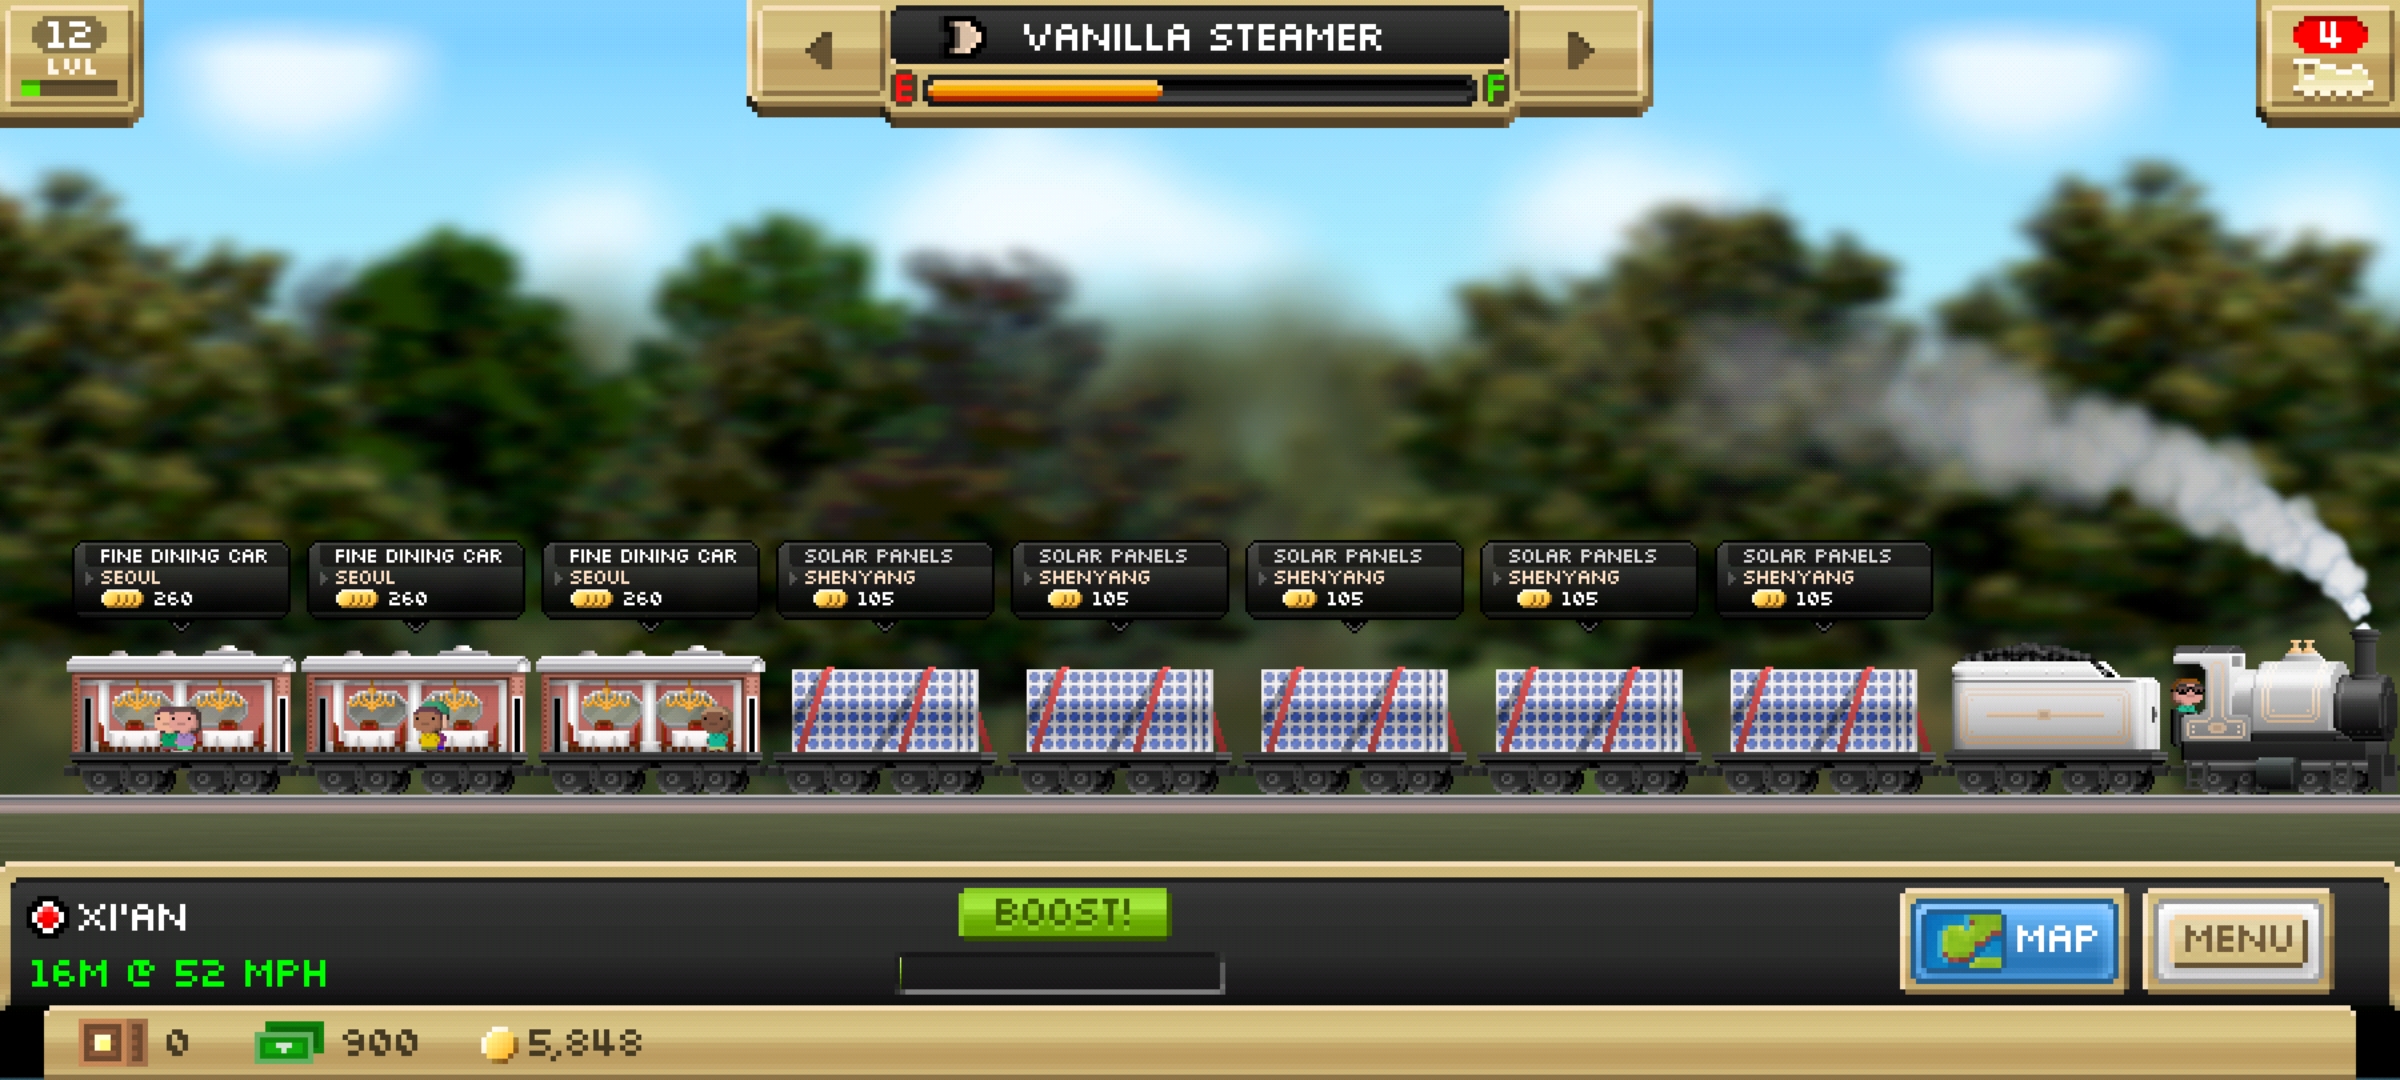 12
LVL
VANILLA STEAMER
E F
4
FINE DINING CAR
SEOUL
260
FINE DINING CAR
SEOUL
260
FINE DINING CAR
SEOUL
260
SOLAR PANELS
SHENYANG
105
SOLAR PANELS
SHENYANG
105
SOLAR PANELS
SHENYANG
105
SOLAR PANELS
SHENYANG
105
SOLAR PANELS
SHENYANG
105
XI'AN
16M @ 52 MPH
BOOST!
MAP
MENU
0 900 5,848